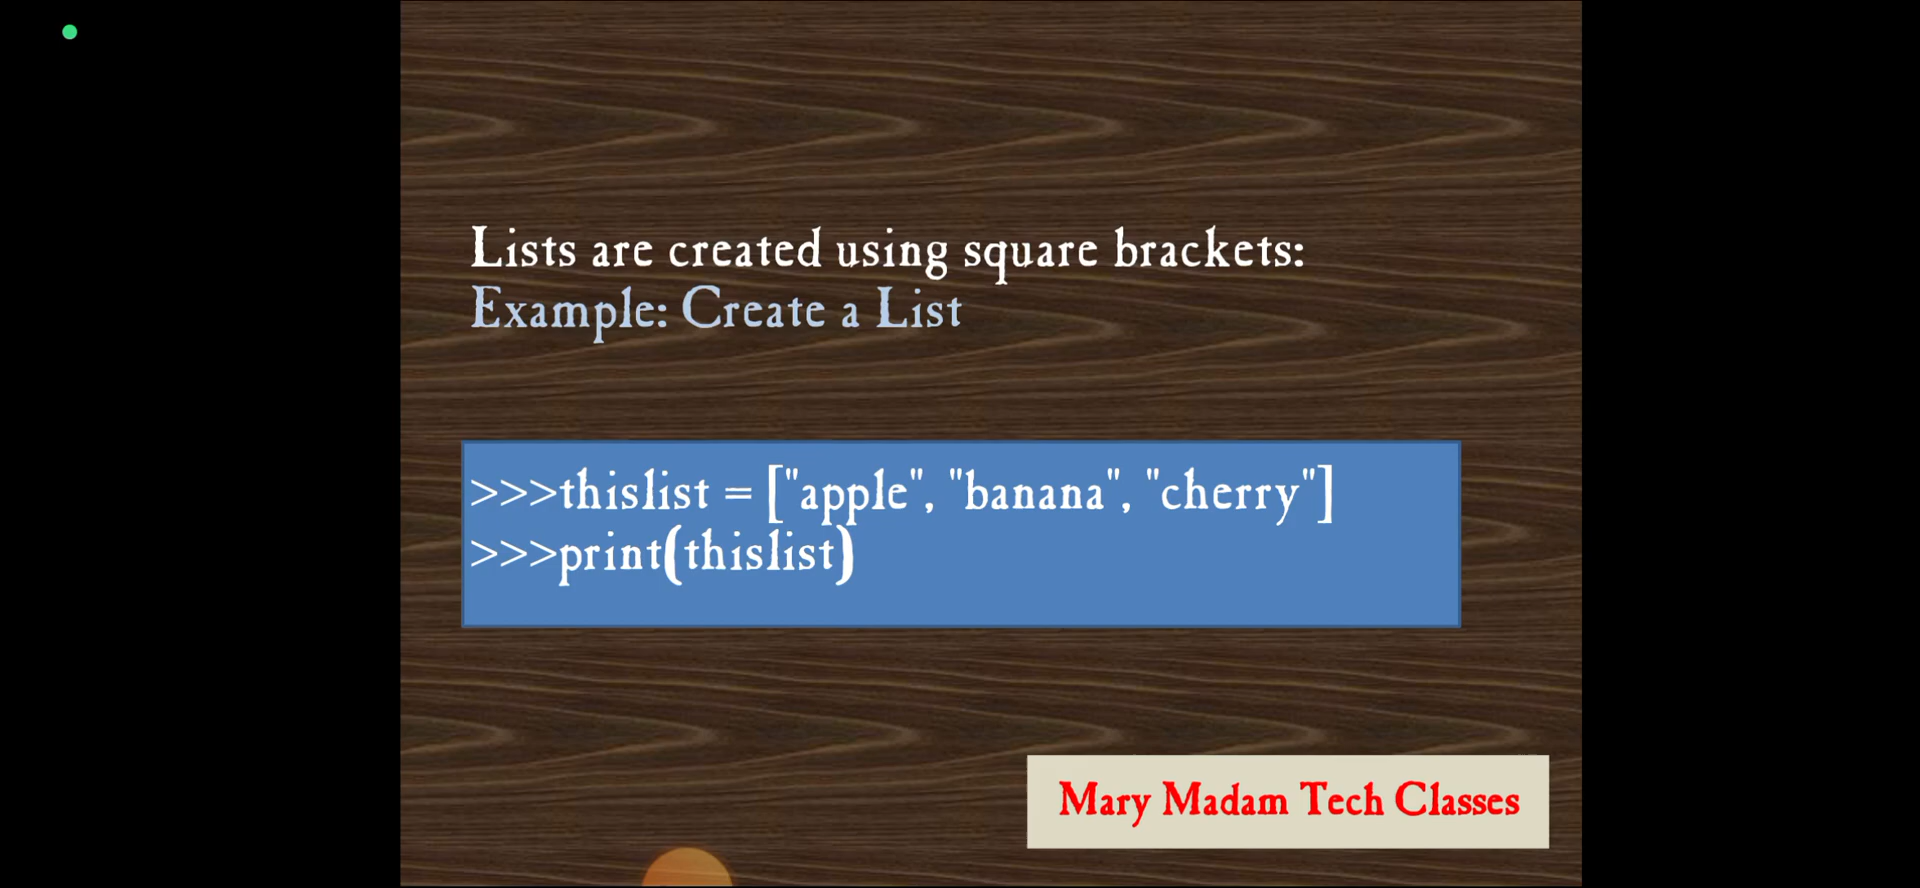 Lists are created using square brackets:
Example: Create a List
>>>thislist = ["apple", "banana", "cherry"]
>>>print(thislist)
Mary Madam Tech Classes